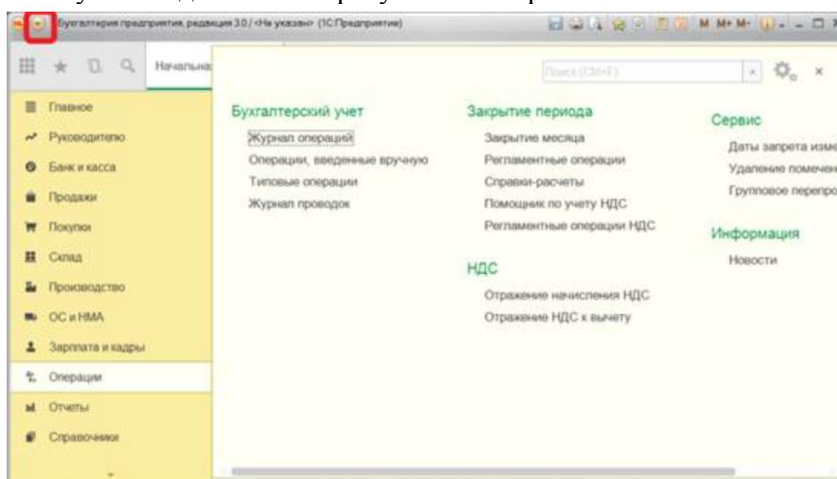 Бухгалтерия предприятия, редакция 3.0 / <Не указан> (1С:Предприятие)
M M+ M-
Начальна
Поиск (Ctrl+F)
Главное
Руководителю
Банк и касса
Продажи
Покупки
Склад
Производство
ОС и НМА
Зарплата и кадры
Операции
Отчеты
Справочники
Бухгалтерский учет
Журнал операций
Операции, введенные вручную
Типовые операции
Журнал проводок
Закрытие периода
Закрытие месяца
Регламентные операции
Справки-расчеты
Помощник по учету НДС
Регламентные операции НДС
НДС
Отражение начисления НДС
Отражение НДС к вычету
Сервис
Даты запрета изме
Удаление помечен
Групповое перепро
Информация
Новости